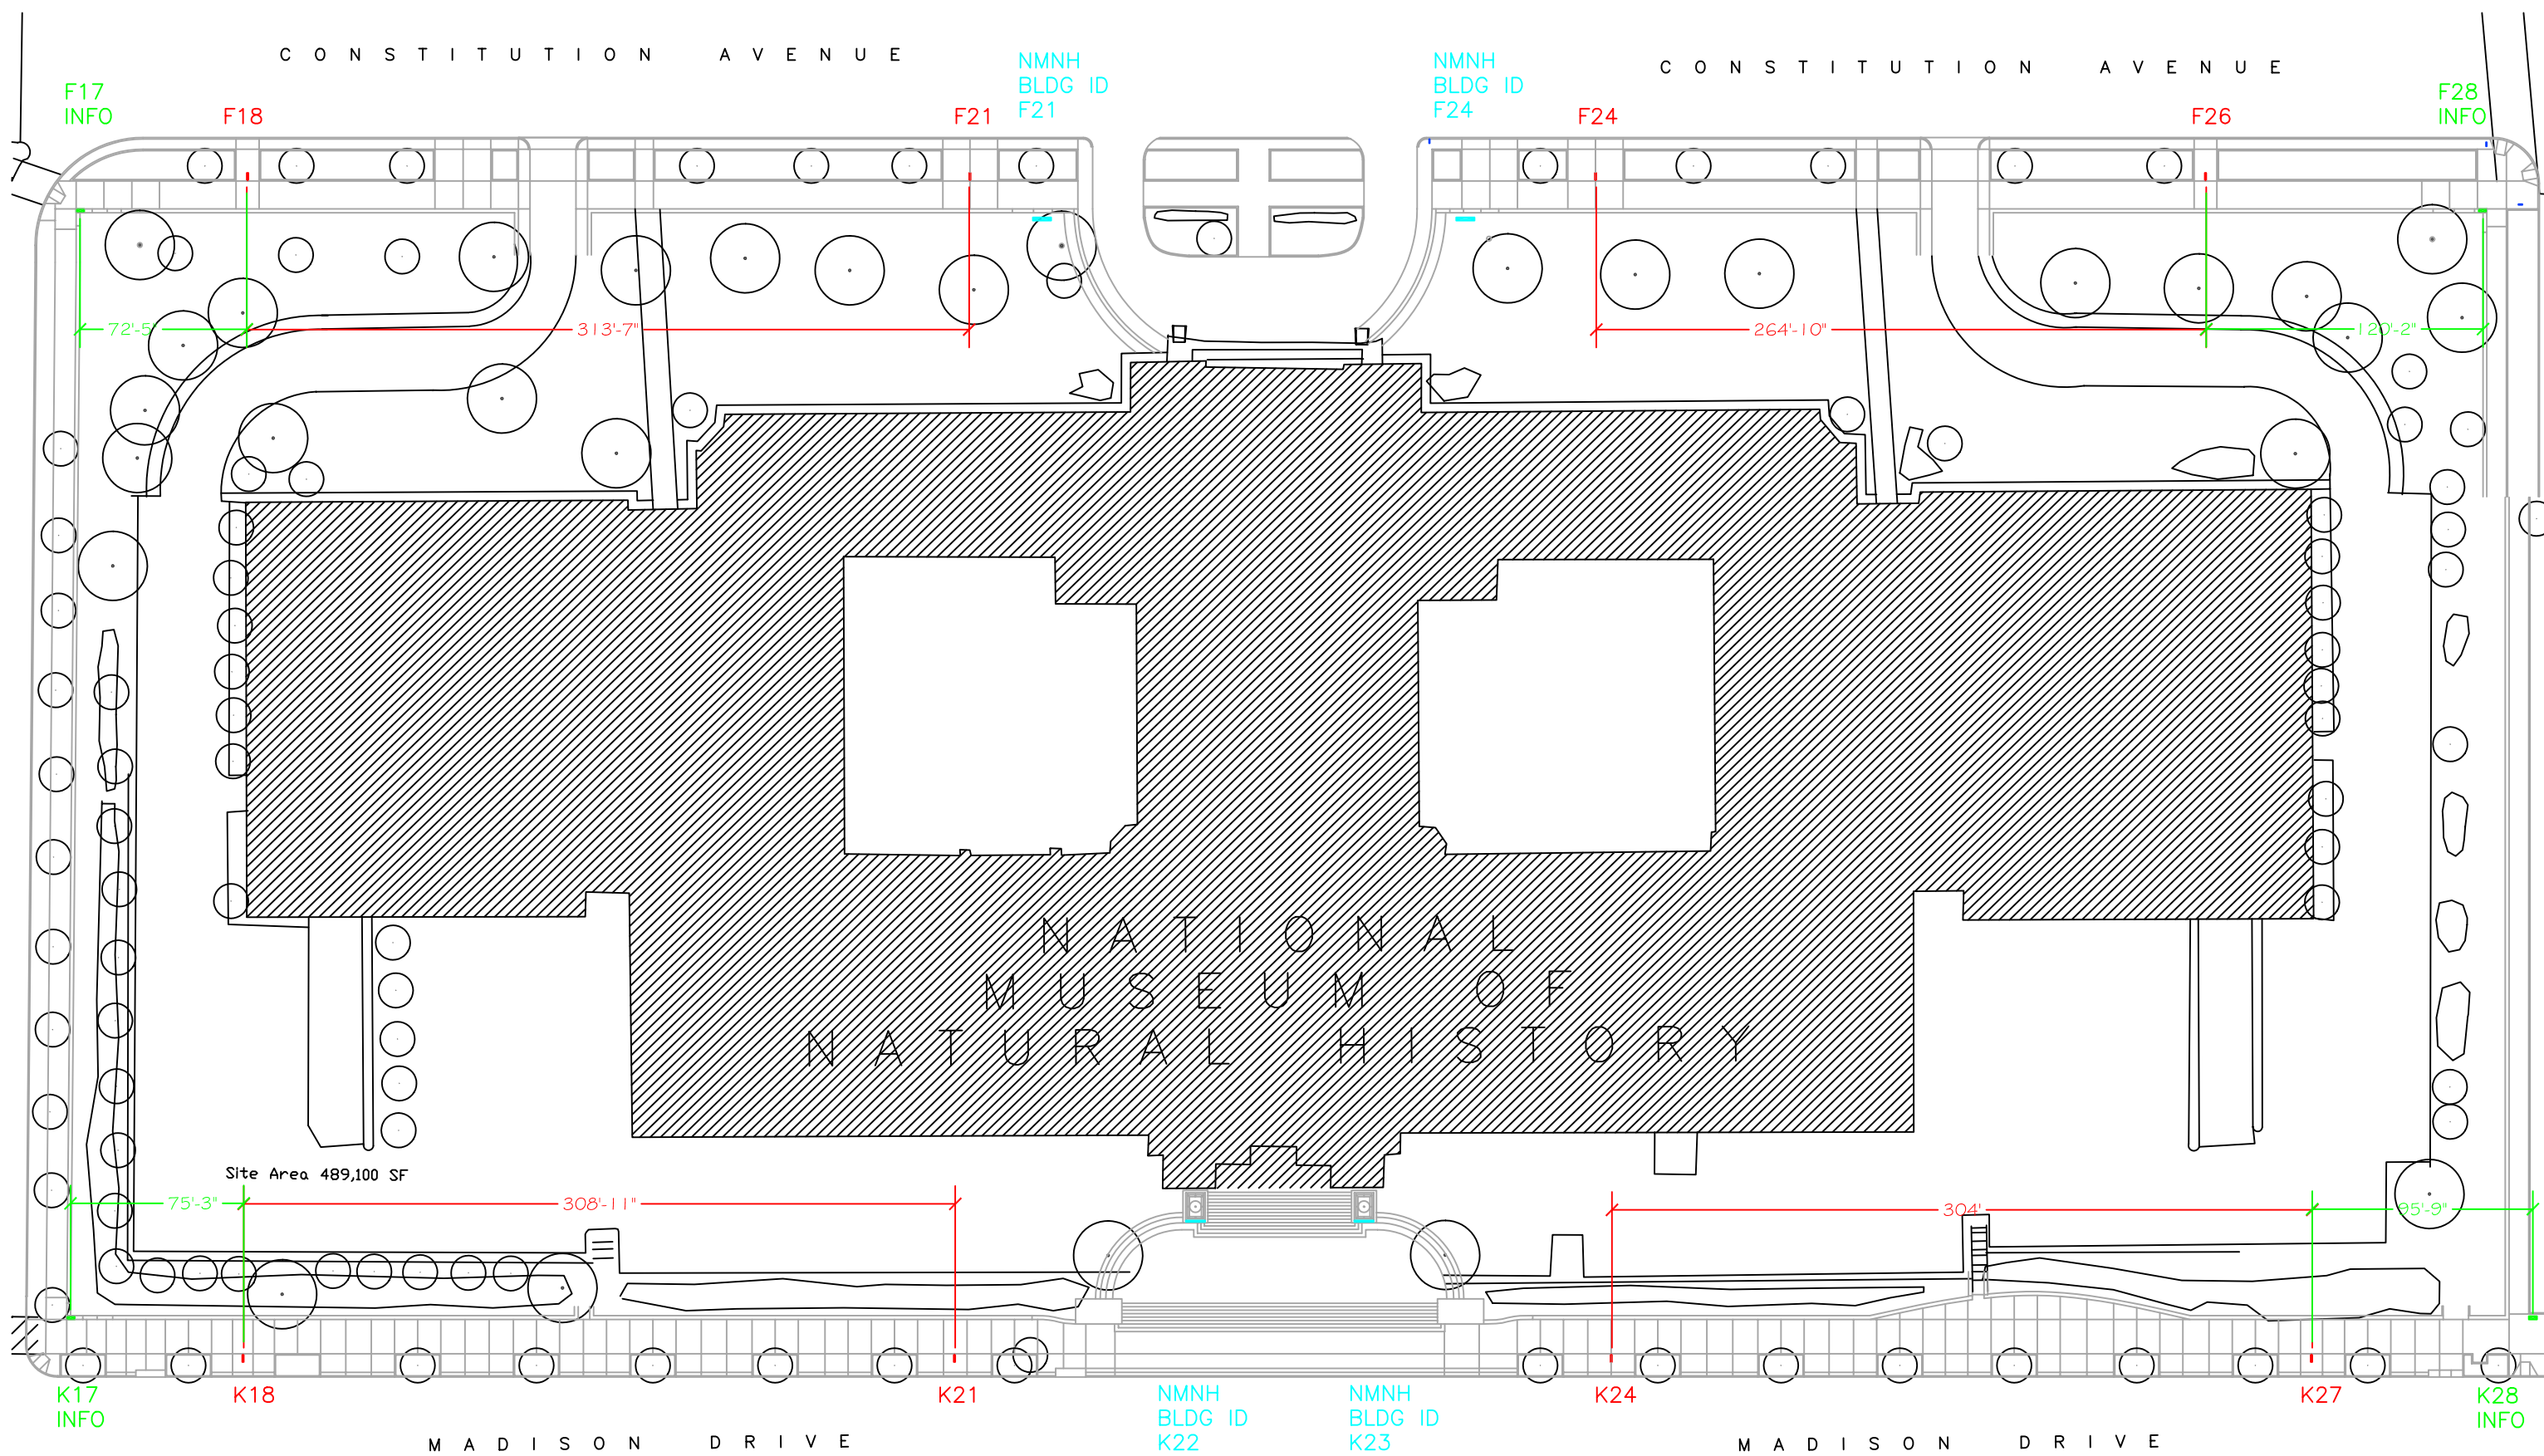 CONSTITUTION AVENUE
CONSTITUTION AVENUE
F17
INFO
F18
F21
NMNH
BLDG ID
F21
NMNH
BLDG ID
F24
F24
F26
F28
INFO
72'-5"
313'-7"
264'-10"
120'-2"
NATIONAL
MUSEUM OF
NATURAL HISTORY
Site Area 489,100 SF
75'-3"
308'-11"
304'
95'-9"
K17
INFO
K18
K21
NMNH
BLDG ID
K22
NMNH
BLDG ID
K23
K24
K27
K28
INFO
MADISON DRIVE
MADISON DRIVE